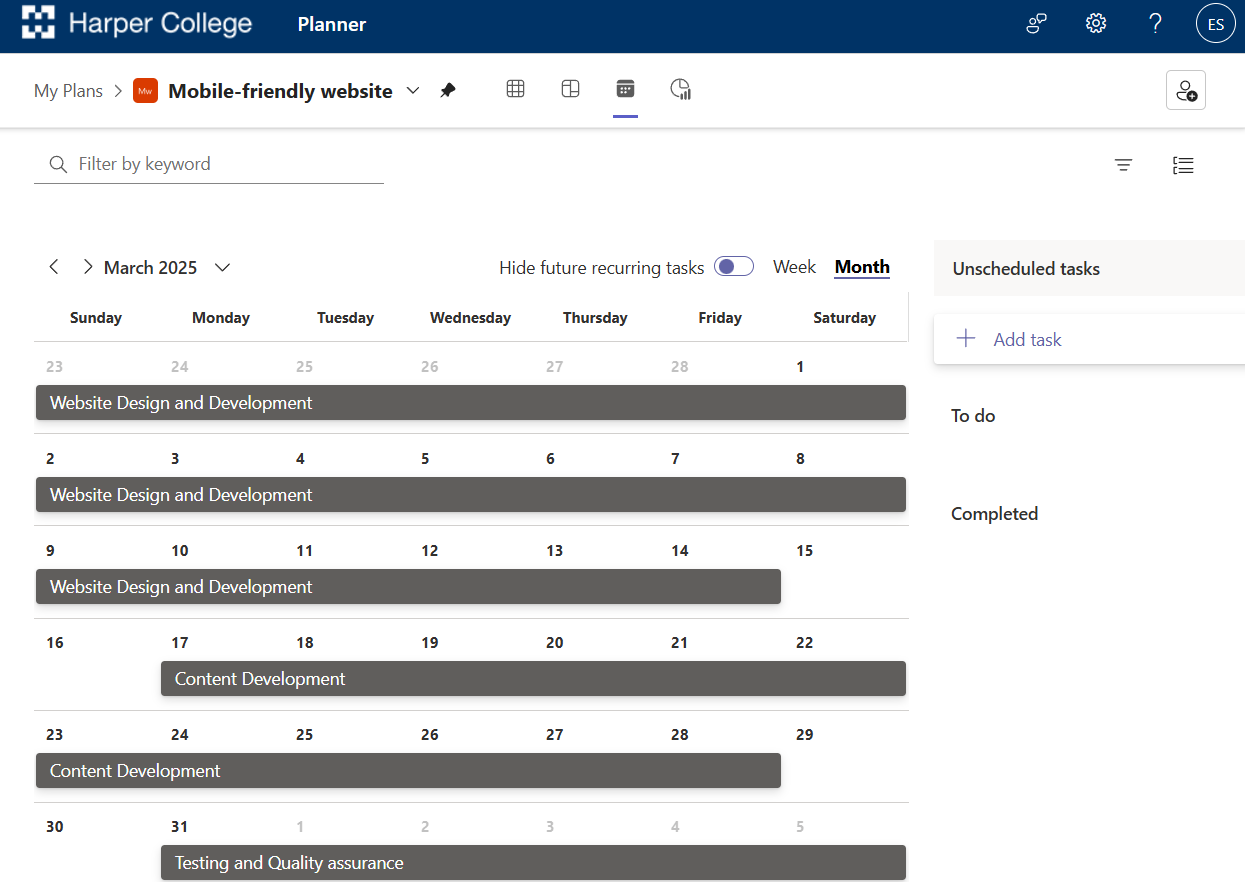 Harper College Planner ES
My Plans Mw Mobile-friendly website
Filter by keyword
March 2025 Hide future recurring tasks Week Month
Sunday Monday Tuesday Wednesday Thursday Friday Saturday
23 24 25 26 27 28 1
Website Design and Development
2 3 4 5 6 7 8
Website Design and Development
9 10 11 12 13 14 15
Website Design and Development
16 17 18 19 20 21 22
Content Development
23 24 25 26 27 28 29
Content Development
30 31 1 2 3 4 5
Testing and Quality assurance
Unscheduled tasks
Add task
To do
Completed